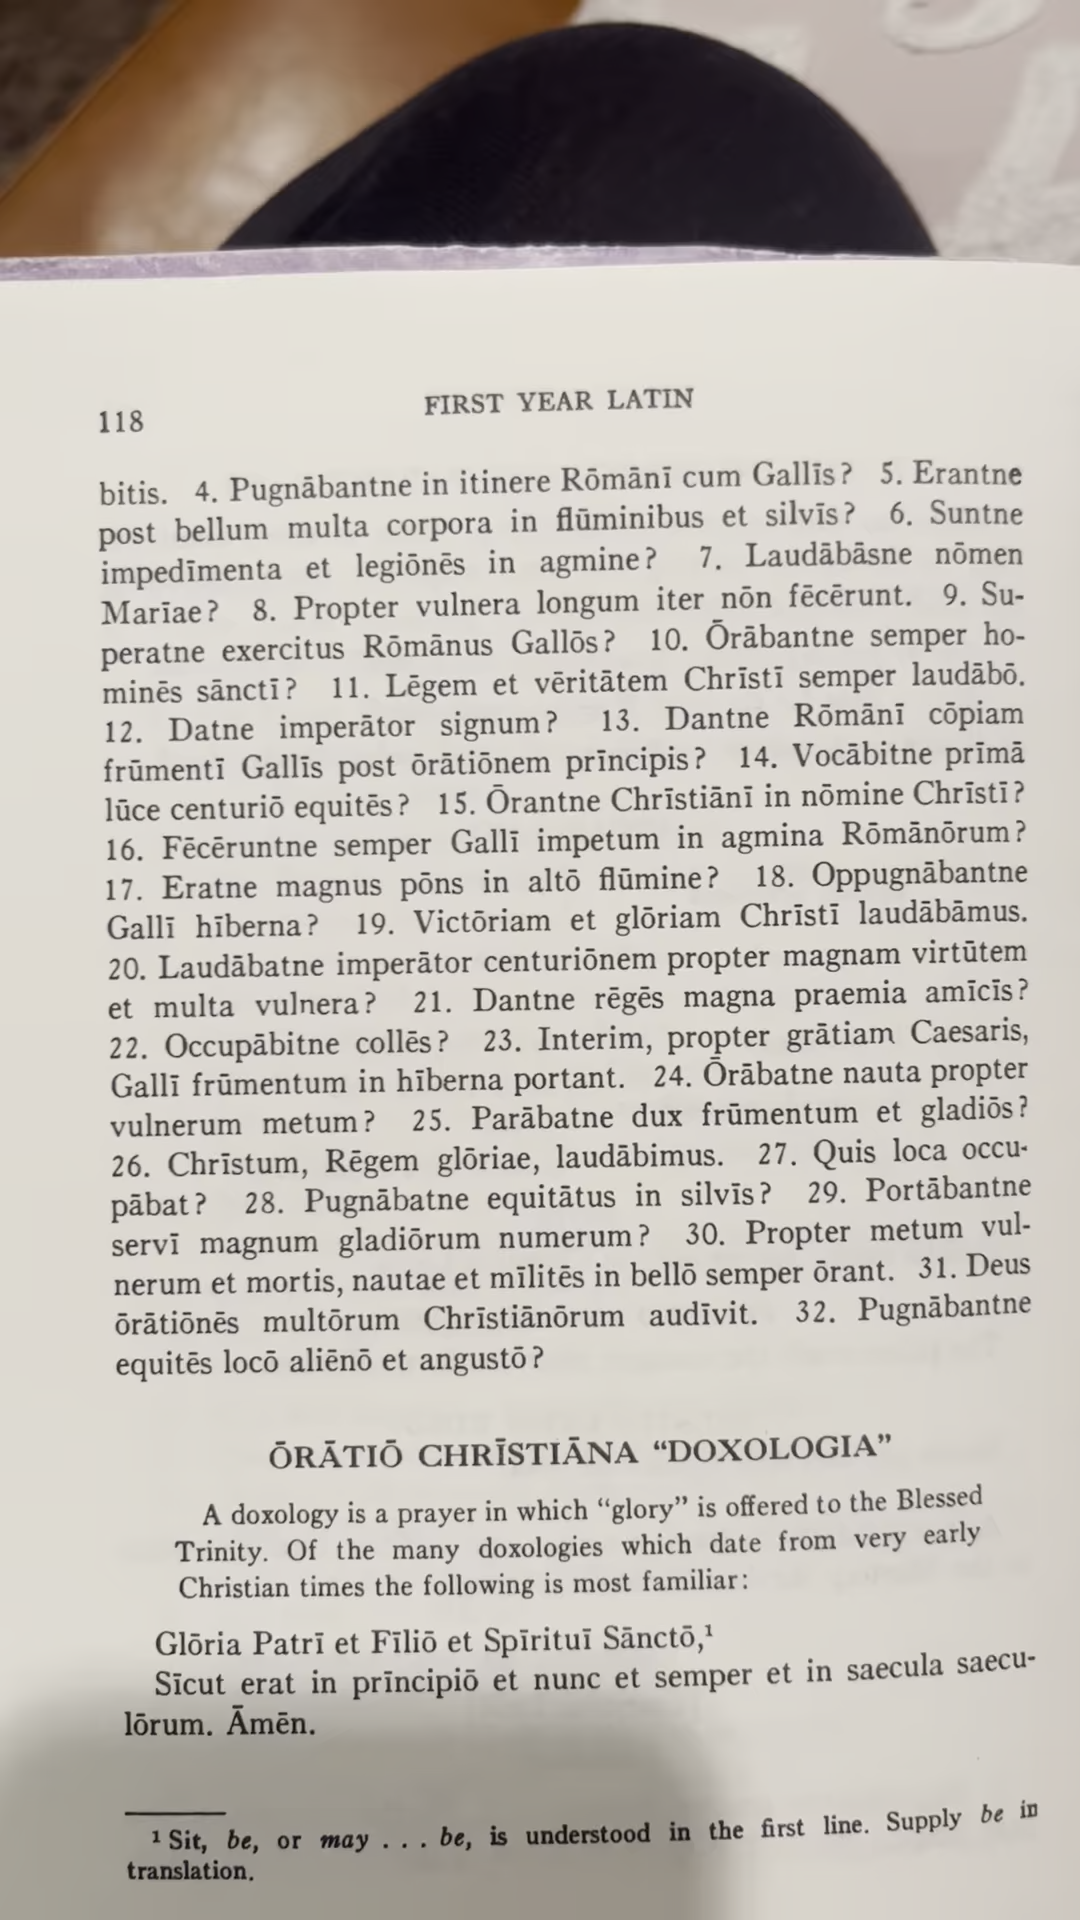 118
FIRST YEAR LATIN
bitis. 4. Pugnābantne in itinere Rōmānī cum Gallīs? 5. Erantne
post bellum multa corpora in flūminibus et silvīs? 6. Suntne
impedīmenta et legiōnēs in agmine? 7. Laudābāsne nōmen
Marīae? 8. Propter vulnera longum iter nōn fēcērunt. 9. Su-
peratne exercitus Rōmānus Gallōs? 10. Ōrābantne semper ho-
minēs sānctī? 11. Lēgem et vēritātem Chrīstī semper laudābō.
12. Datne imperātor signum? 13. Dantne Rōmānī cōpiam
frūmentī Gallīs post ōrātiōnem prīncipis? 14. Vocābitne prīmā
lūce centuriō equitēs? 15. Ōrantne Chrīstiānī in nōmine Chrīstī?
16. Fēcēruntne semper Gallī impetum in agmina Rōmānōrum?
17. Eratne magnus pōns in altō flūmine? 18. Oppugnābantne
Gallī hīberna? 19. Victōriam et glōriam Chrīstī laudābāmus.
20. Laudābatne imperātor centuriōnem propter magnam virtūtem
et multa vulnera? 21. Dantne rēgēs magna praemia amīcīs?
22. Occupābitne collēs? 23. Interim, propter grātiam Caesaris,
Gallī frūmentum in hīberna portant. 24. Ōrābatne nauta propter
vulnerum metum? 25. Parābatne dux frūmentum et gladiōs?
26. Chrīstum, Rēgem glōriae, laudābimus. 27. Quis loca occu-
pābat? 28. Pugnābatne equitātus in silvīs? 29. Portābantne
servī magnum gladiōrum numerum? 30. Propter metum vul-
nerum et mortis, nautae et mīlitēs in bellō semper ōrant. 31. Deus
ōrātiōnēs multōrum Chrīstiānōrum audīvit. 32. Pugnābantne
equitēs locō aliēnō et angustō?
ŌRĀTIŌ CHRĪSTIĀNA “DOXOLOGIA”
A doxology is a prayer in which “glory” is offered to the Blessed
Trinity. Of the many doxologies which date from very early
Christian times the following is most familiar:
Glōria Patrī et Fīliō et Spīrituī Sānctō,¹
Sīcut erat in prīncipiō et nunc et semper et in saecula saecu-
lōrum. Āmēn.
¹ Sit, be, or may . . . be, is understood in the first line. Supply be in
translation.